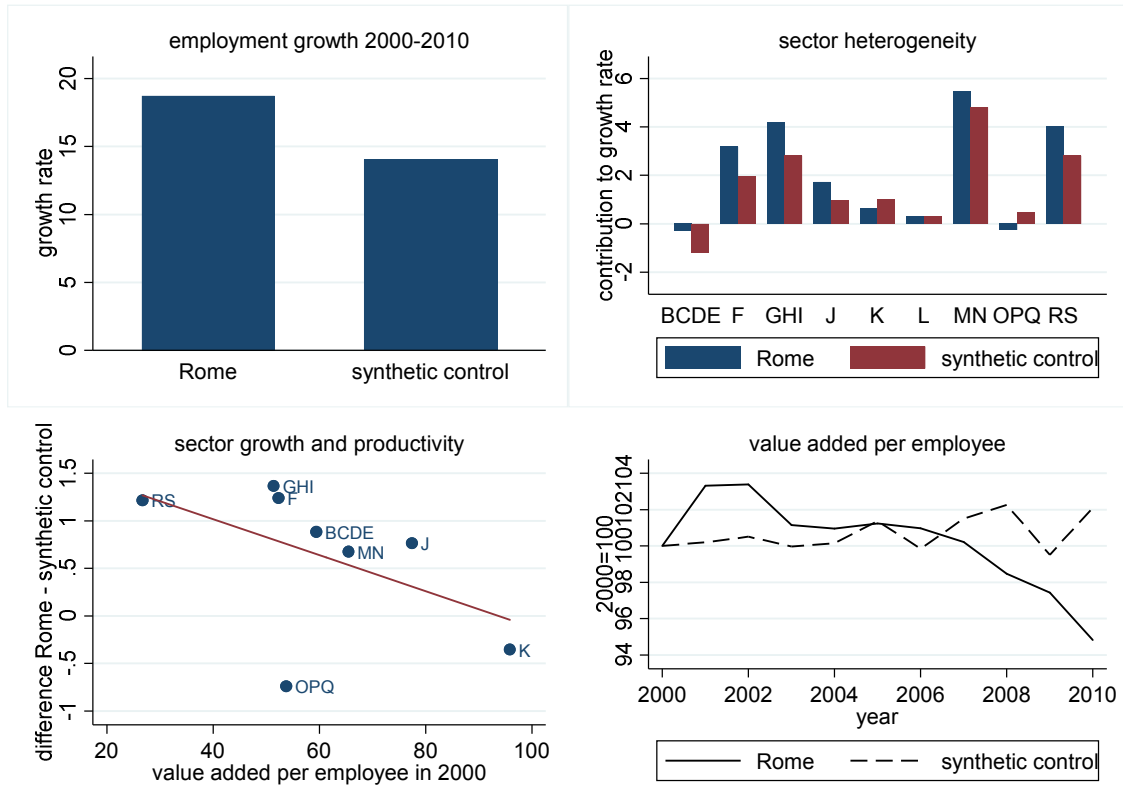 employment growth 2000-2010
growth rate
20
15
10
5
0
Rome
synthetic control
sector heterogeneity
contribution to growth rate
6
4
2
0
-2
BCDE F GHI J K L MN OPQ RS
Rome
synthetic control
sector growth and productivity
difference Rome - synthetic control
1.5
1
.5
0
-.5
-1
RS
GHI
F
BCDE
MN
J
K
OPQ
20 40 60 80 100
value added per employee in 2000
value added per employee
2000=100
104
102
100
98
96
94
2000 2002 2004 2006 2008 2010
year
Rome
synthetic control